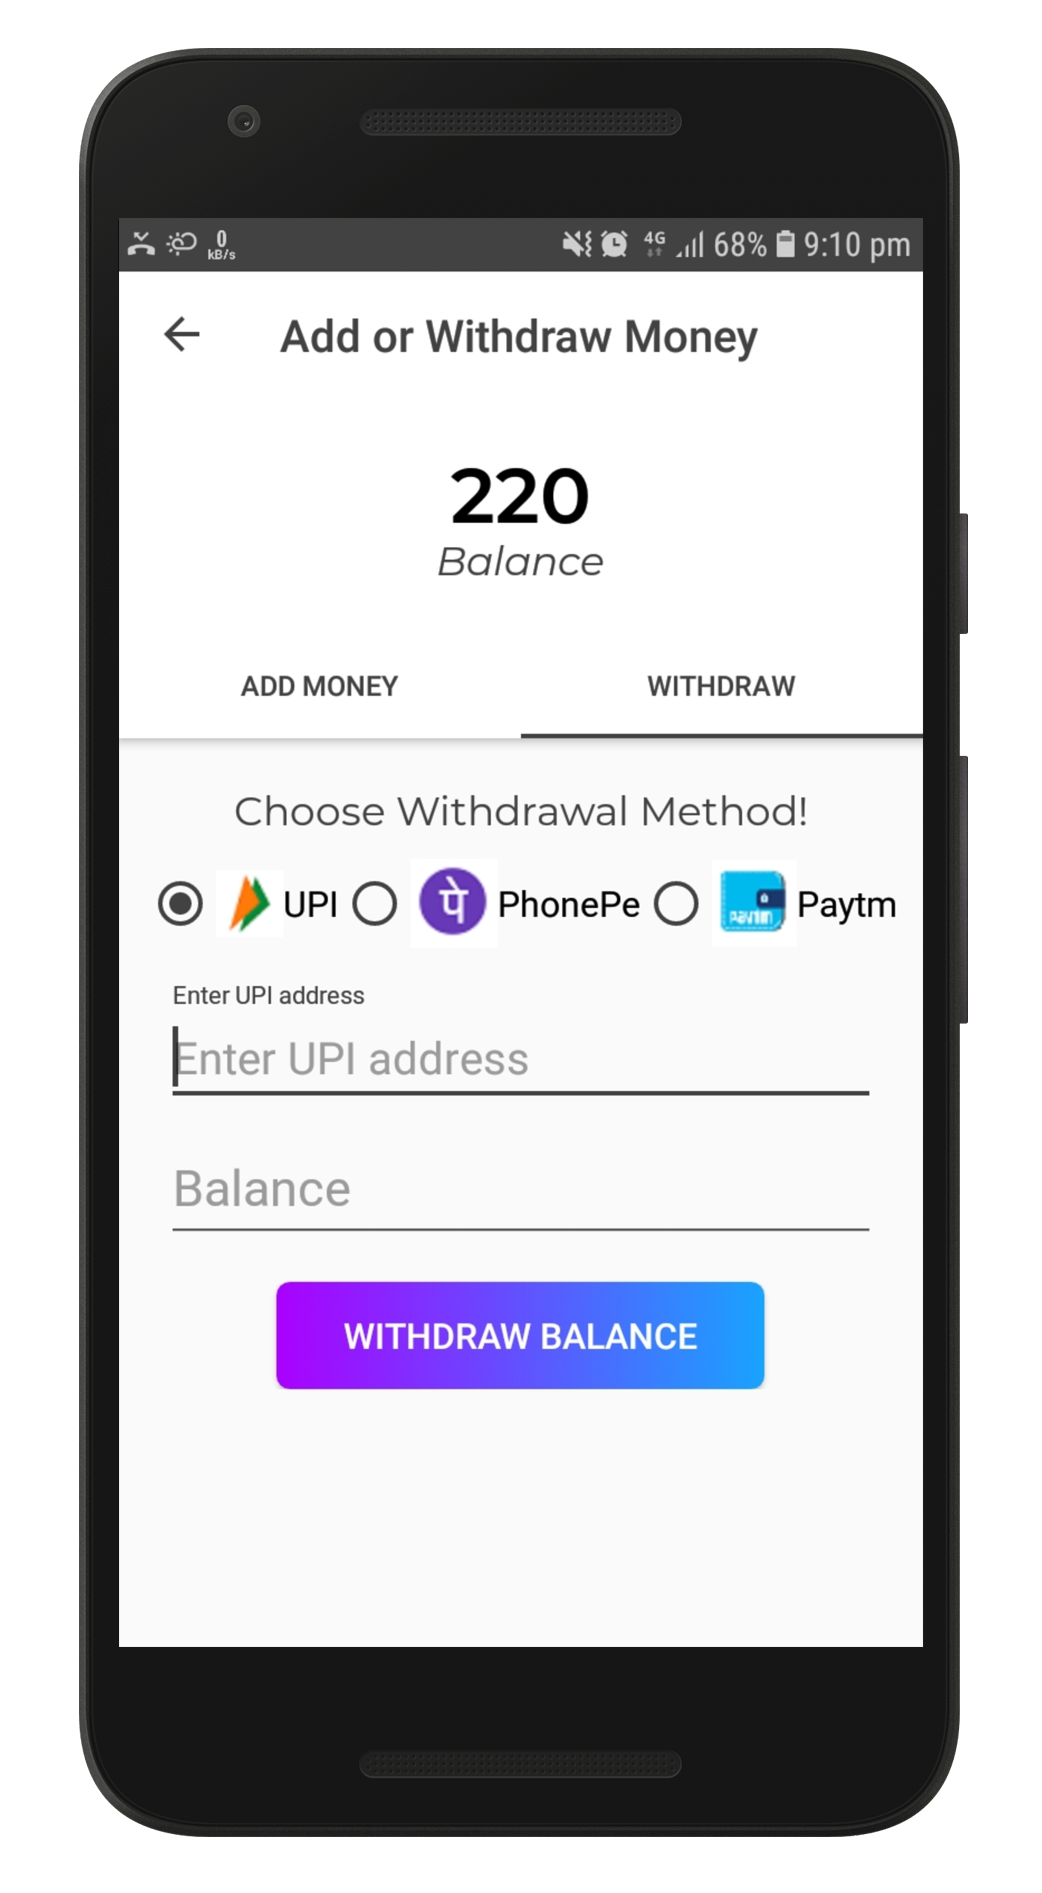 0
kB/s
4G 68% 9:10 pm
Add or Withdraw Money
220
Balance
ADD MONEY WITHDRAW
Choose Withdrawal Method!
UPI पे PhonePe Paytm Paytm
Enter UPI address
Enter UPI address
Balance
WITHDRAW BALANCE